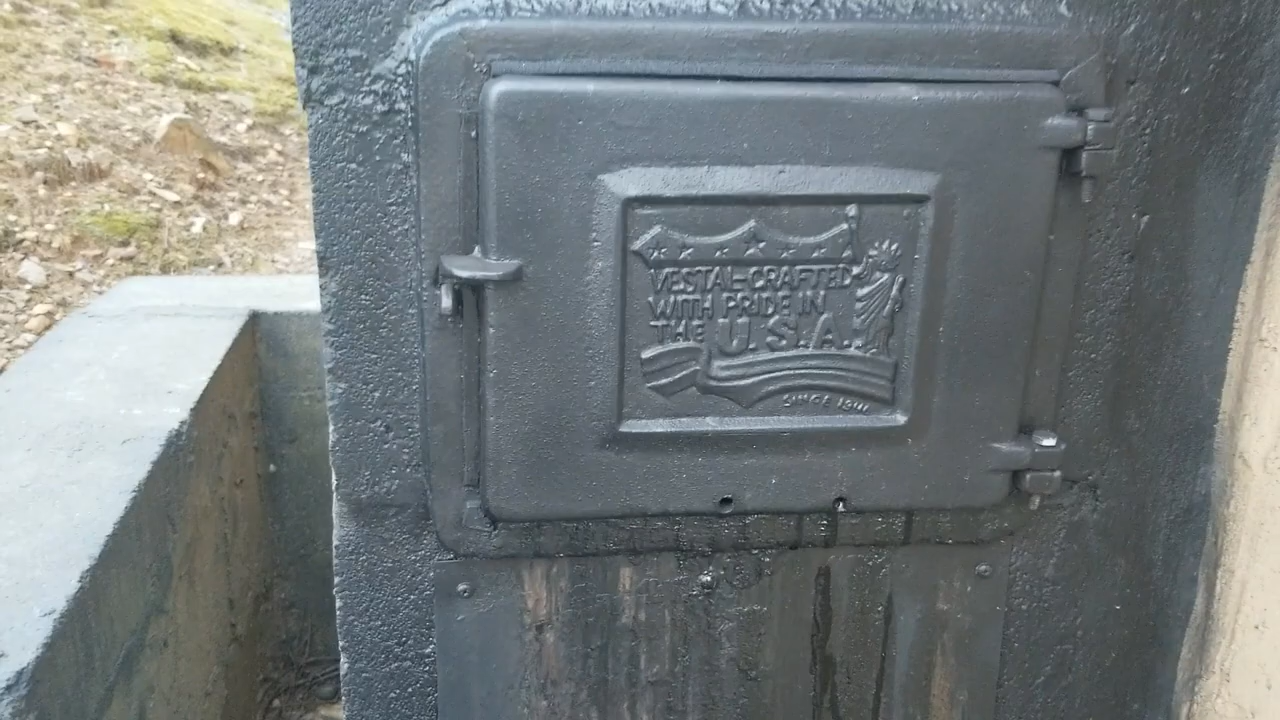 VESTAL-CRAFTED
WITH PRIDE IN
THE U.S.A.
SINCE 1911